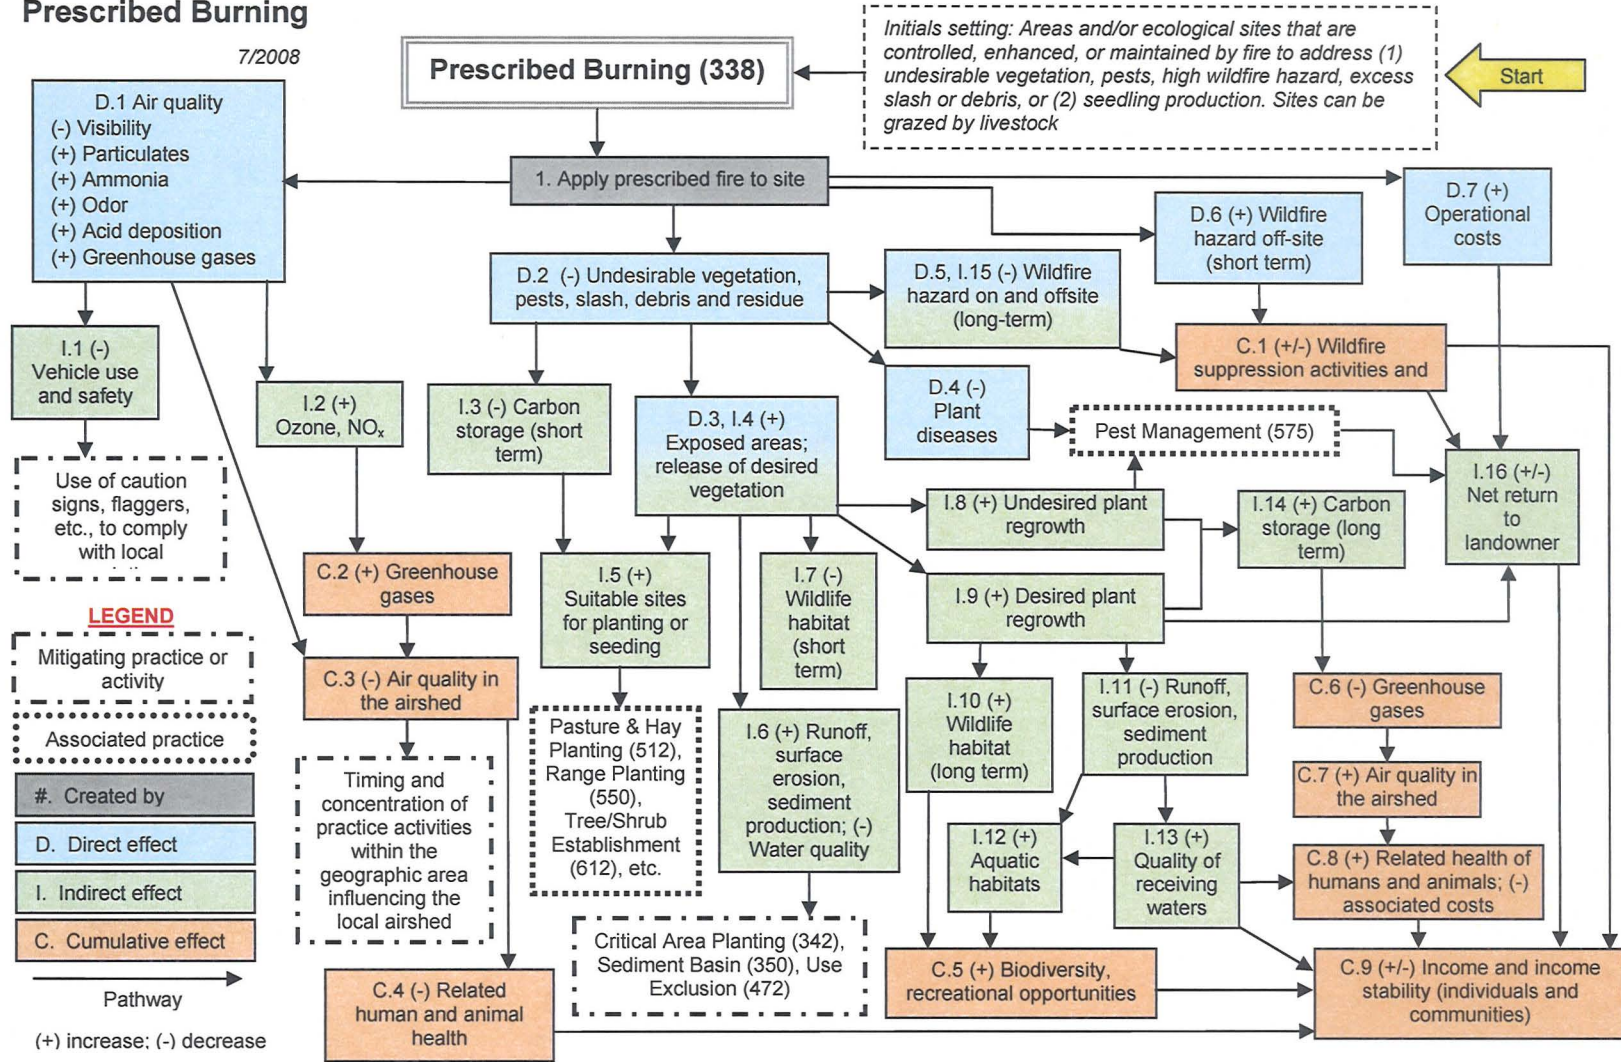 Prescribed Burning
7/2008
Prescribed Burning (338)
Initials setting: Areas and/or ecological sites that are
controlled, enhanced, or maintained by fire to address (1)
undesirable vegetation, pests, high wildfire hazard, excess
slash or debris, or (2) seedling production. Sites can be
grazed by livestock
Start
D.1 Air quality
(-) Visibility
(+) Particulates
(+) Ammonia
(+) Odor
(+) Acid deposition
(+) Greenhouse gases
1. Apply prescribed fire to site
D.7 (+)
Operational
costs
D.6 (+) Wildfire
hazard off-site
(short term)
D.2 (-) Undesirable vegetation,
pests, slash, debris and residue
D.5, I.15 (-) Wildfire
hazard on and offsite
(long-term)
C.1 (+/-) Wildfire
suppression activities and
I.1 (-)
Vehicle use
and safety
I.2 (+)
Ozone, NOₓ
I.3 (-) Carbon
storage (short
term)
D.3, I.4 (+)
Exposed areas;
release of desired
vegetation
D.4 (-)
Plant
diseases
Pest Management (575)
I.16 (+/-)
Net return
to
landowner
Use of caution
signs, flaggers,
etc., to comply
with local
I.8 (+) Undesired plant
regrowth
I.14 (+) Carbon
storage (long
term)
C.2 (+) Greenhouse
gases
I.5 (+)
Suitable sites
for planting or
seeding
I.7 (-)
Wildlife
habitat
(short
term)
I.9 (+) Desired plant
regrowth
LEGEND
Mitigating practice or
activity
Associated practice
#. Created by
D. Direct effect
I. Indirect effect
C. Cumulative effect
Pathway
(+) increase; (-) decrease
C.3 (-) Air quality in
the airshed
Timing and
concentration of
practice activities
within the
geographic area
influencing the
local airshed
Pasture & Hay
Planting (512),
Range Planting
(550),
Tree/Shrub
Establishment
(612), etc.
I.6 (+) Runoff,
surface
erosion,
sediment
production; (-)
Water quality
I.10 (+)
Wildlife
habitat
(long term)
I.11 (-) Runoff,
surface erosion,
sediment
production
C.6 (-) Greenhouse
gases
C.7 (+) Air quality in
the airshed
I.12 (+)
Aquatic
habitats
I.13 (+)
Quality of
receiving
waters
C.8 (+) Related health of
humans and animals; (-)
associated costs
Critical Area Planting (342),
Sediment Basin (350), Use
Exclusion (472)
C.4 (-) Related
human and animal
health
C.5 (+) Biodiversity,
recreational opportunities
C.9 (+/-) Income and income
stability (individuals and
communities)